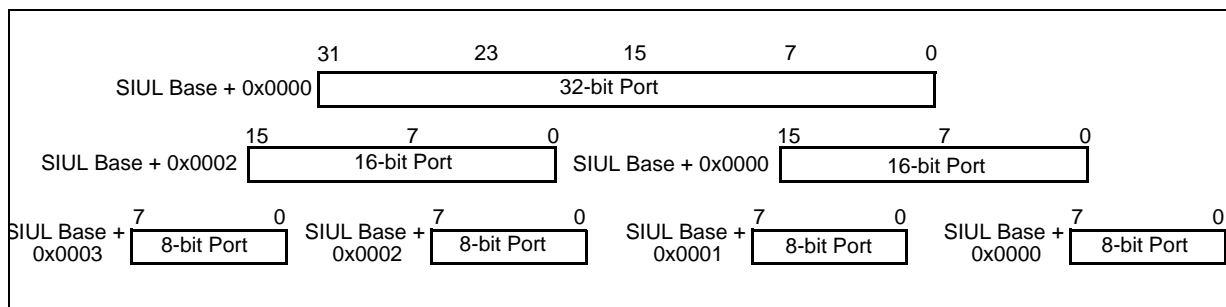 31 23 15 7 0
SIUL Base + 0x0000 32-bit Port
15 7 0 15 7 0
SIUL Base + 0x0002 16-bit Port SIUL Base + 0x0000 16-bit Port
7 0 7 0 7 0 7 0
SIUL Base + 0x0003 8-bit Port SIUL Base + 0x0002 8-bit Port SIUL Base + 0x0001 8-bit Port SIUL Base + 0x0000 8-bit Port